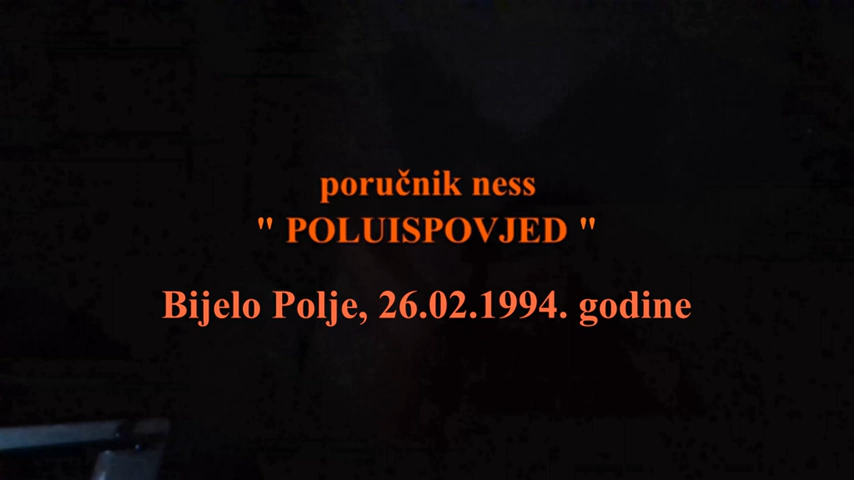 poručnik ness
" POLUISPOVJED "
Bijelo Polje, 26.02.1994. godine